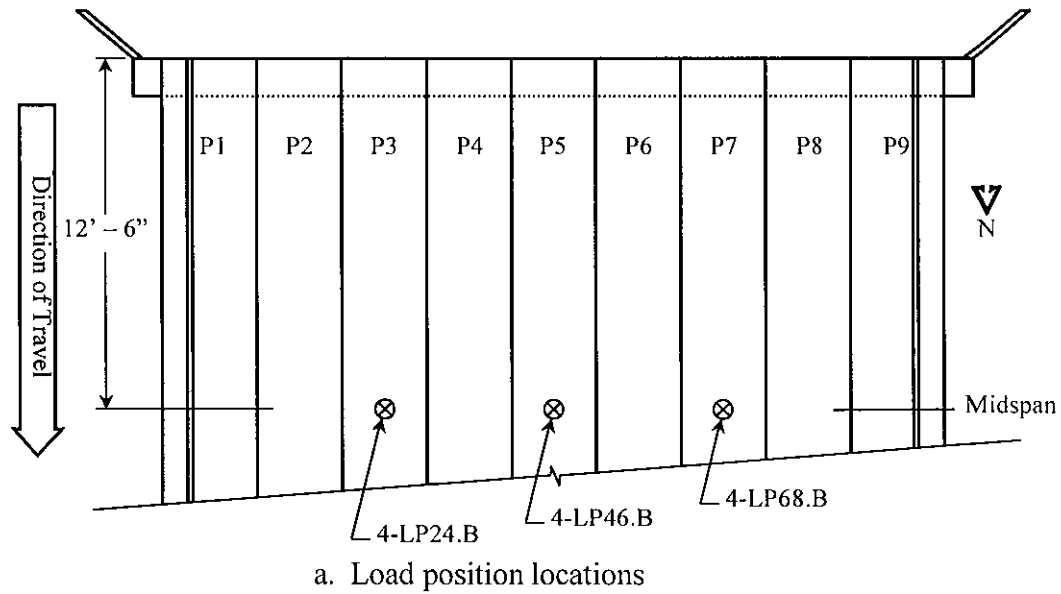 P1 P2 P3 P4 P5 P6 P7 P8 P9
Direction of Travel
12' – 6"
N
Midspan
4-LP24.B
4-LP46.B
4-LP68.B
a. Load position locations